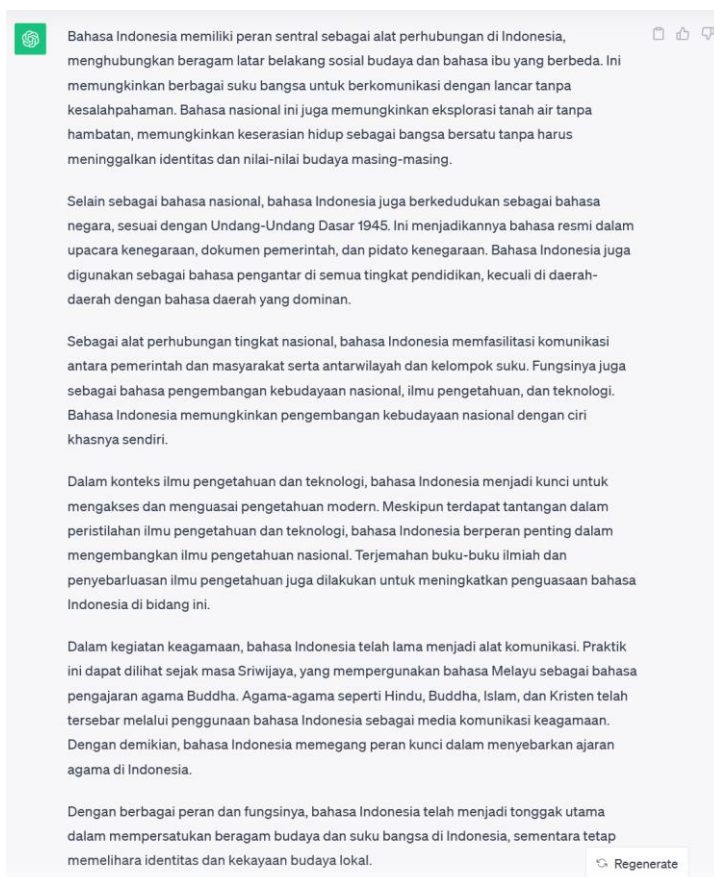 Bahasa Indonesia memiliki peran sentral sebagai alat perhubungan di Indonesia,
menghubungkan beragam latar belakang sosial budaya dan bahasa ibu yang berbeda. Ini
memungkinkan berbagai suku bangsa untuk berkomunikasi dengan lancar tanpa
kesalahpahaman. Bahasa nasional ini juga memungkinkan eksplorasi tanah air tanpa
hambatan, memungkinkan keserasian hidup sebagai bangsa bersatu tanpa harus
meninggalkan identitas dan nilai-nilai budaya masing-masing.
Selain sebagai bahasa nasional, bahasa Indonesia juga berkedudukan sebagai bahasa
negara, sesuai dengan Undang-Undang Dasar 1945. Ini menjadikannya bahasa resmi dalam
upacara kenegaraan, dokumen pemerintah, dan pidato kenegaraan. Bahasa Indonesia juga
digunakan sebagai bahasa pengantar di semua tingkat pendidikan, kecuali di daerah-
daerah dengan bahasa daerah yang dominan.
Sebagai alat perhubungan tingkat nasional, bahasa Indonesia memfasilitasi komunikasi
antara pemerintah dan masyarakat serta antarwilayah dan kelompok suku. Fungsinya juga
sebagai bahasa pengembangan kebudayaan nasional, ilmu pengetahuan, dan teknologi.
Bahasa Indonesia memungkinkan pengembangan kebudayaan nasional dengan ciri
khasnya sendiri.
Dalam konteks ilmu pengetahuan dan teknologi, bahasa Indonesia menjadi kunci untuk
mengakses dan menguasai pengetahuan modern. Meskipun terdapat tantangan dalam
peristilahan ilmu pengetahuan dan teknologi, bahasa Indonesia berperan penting dalam
mengembangkan ilmu pengetahuan nasional. Terjemahan buku-buku ilmiah dan
penyebarluasan ilmu pengetahuan juga dilakukan untuk meningkatkan penguasaan bahasa
Indonesia di bidang ini.
Dalam kegiatan keagamaan, bahasa Indonesia telah lama menjadi alat komunikasi. Praktik
ini dapat dilihat sejak masa Sriwijaya, yang mempergunakan bahasa Melayu sebagai bahasa
pengajaran agama Buddha. Agama-agama seperti Hindu, Buddha, Islam, dan Kristen telah
tersebar melalui penggunaan bahasa Indonesia sebagai media komunikasi keagamaan.
Dengan demikian, bahasa Indonesia memegang peran kunci dalam menyebarkan ajaran
agama di Indonesia.
Dengan berbagai peran dan fungsinya, bahasa Indonesia telah menjadi tonggak utama
dalam mempersatukan beragam budaya dan suku bangsa di Indonesia, sementara tetap
memelihara identitas dan kekayaan budaya lokal.
Regenerate